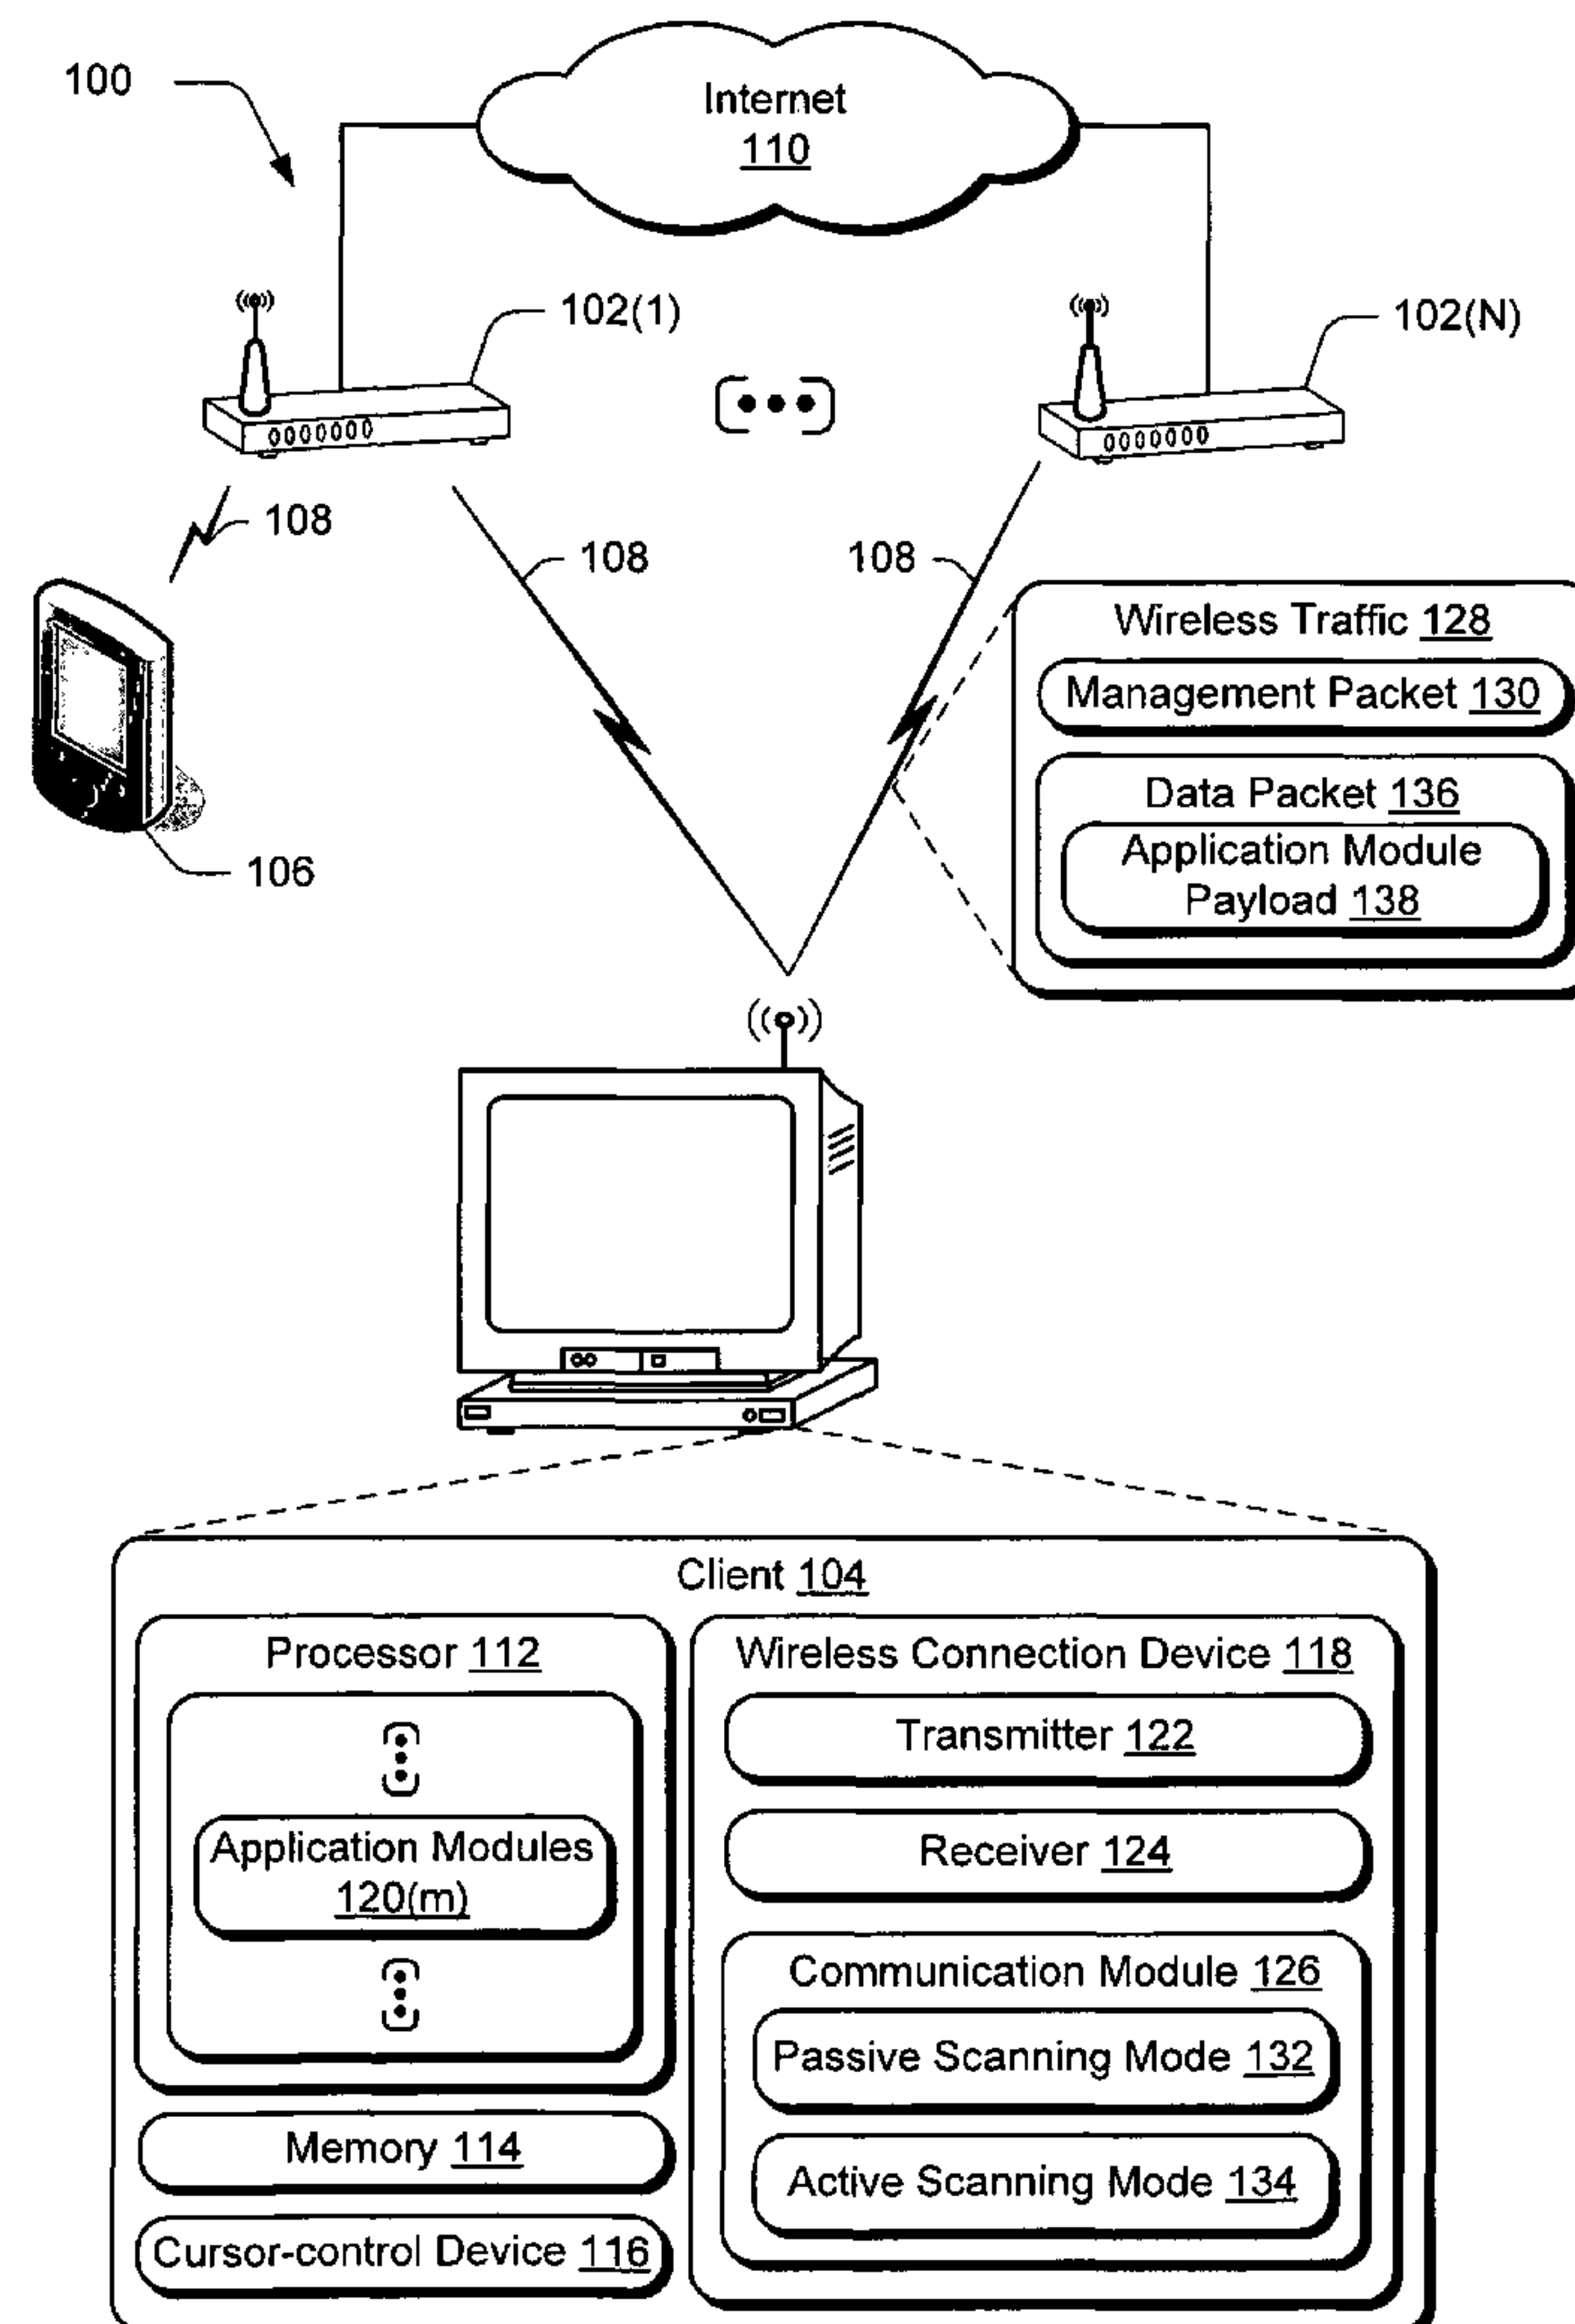 100
Internet
110
102(1)
102(N)
108
108
108
106
Wireless Traffic 128
Management Packet 130
Data Packet 136
Application Module
Payload 138
Client 104
Processor 112
Application Modules
120(m)
Memory 114
Cursor-control Device 116
Wireless Connection Device 118
Transmitter 122
Receiver 124
Communication Module 126
Passive Scanning Mode 132
Active Scanning Mode 134